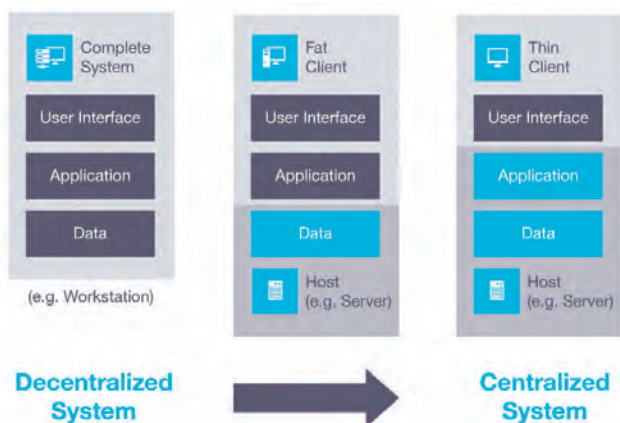 Complete
System
User Interface
Application
Data
(e.g. Workstation)
Fat
Client
User Interface
Application
Data
Host
(e.g. Server)
Thin
Client
User Interface
Application
Data
Host
(e.g. Server)
Decentralized
System
Centralized
System